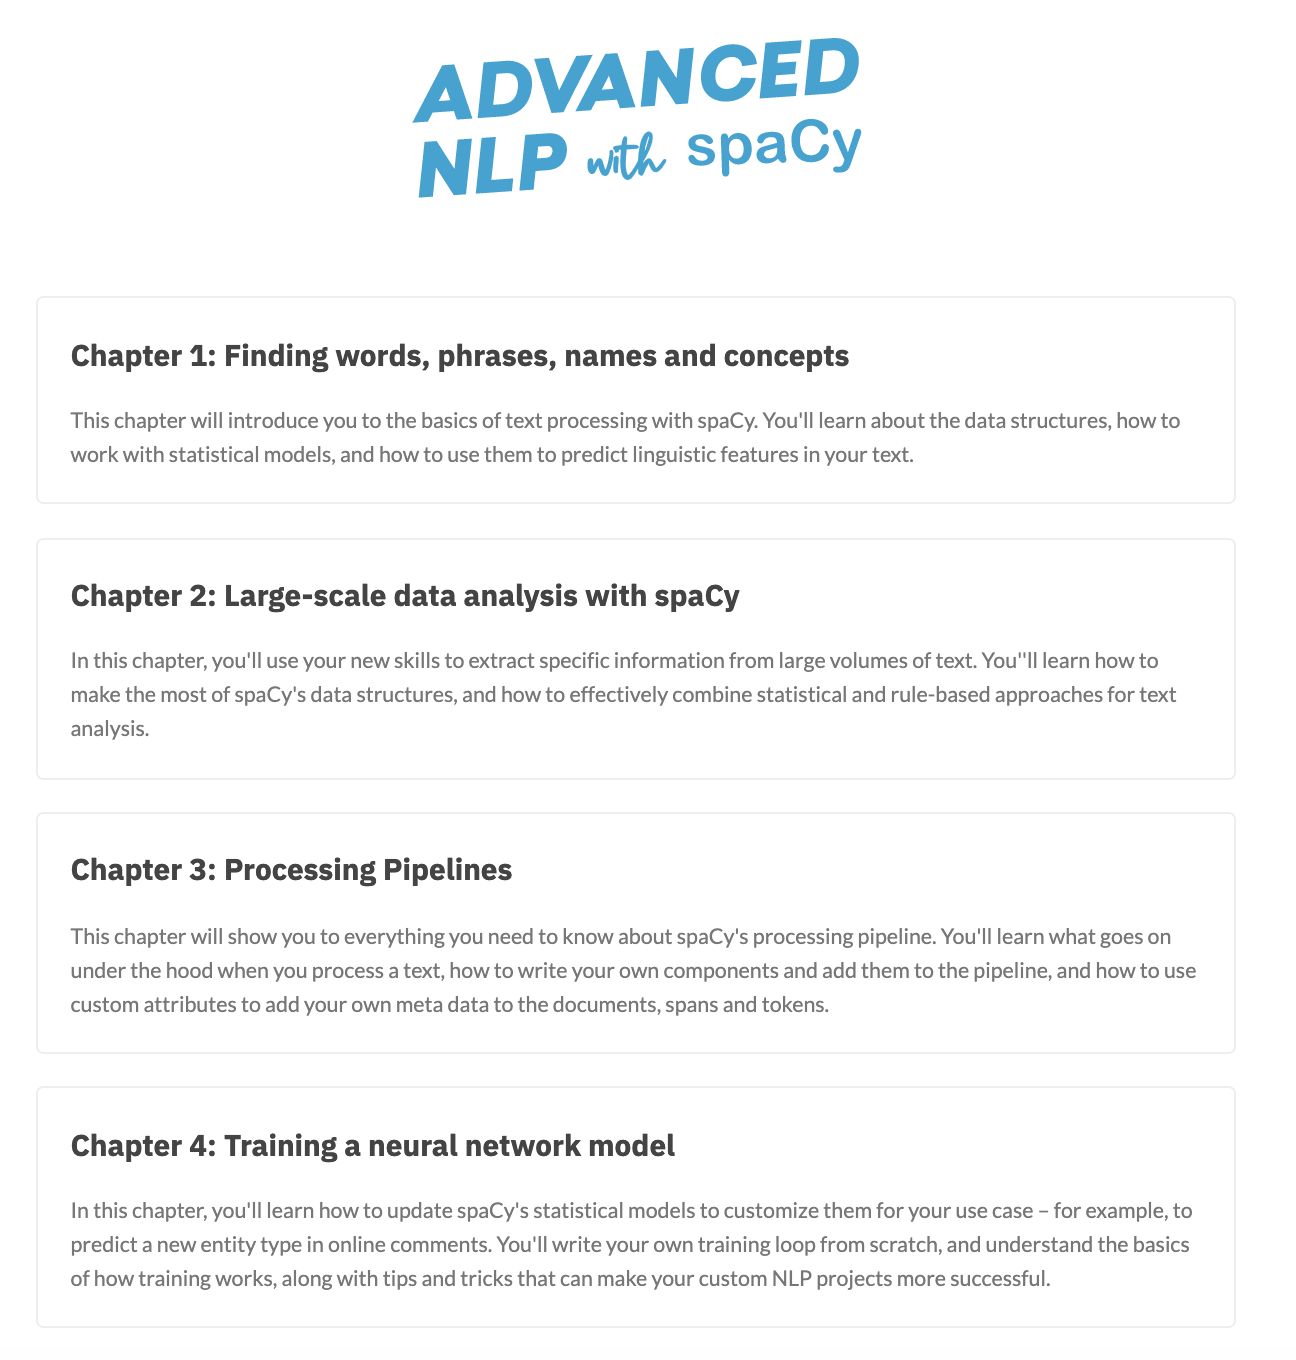 ADVANCED
NLP with spaCy
Chapter 1: Finding words, phrases, names and concepts
This chapter will introduce you to the basics of text processing with spaCy. You'll learn about the data structures, how to
work with statistical models, and how to use them to predict linguistic features in your text.
Chapter 2: Large-scale data analysis with spaCy
In this chapter, you'll use your new skills to extract specific information from large volumes of text. You''ll learn how to
make the most of spaCy's data structures, and how to effectively combine statistical and rule-based approaches for text
analysis.
Chapter 3: Processing Pipelines
This chapter will show you to everything you need to know about spaCy's processing pipeline. You'll learn what goes on
under the hood when you process a text, how to write your own components and add them to the pipeline, and how to use
custom attributes to add your own meta data to the documents, spans and tokens.
Chapter 4: Training a neural network model
In this chapter, you'll learn how to update spaCy's statistical models to customize them for your use case – for example, to
predict a new entity type in online comments. You'll write your own training loop from scratch, and understand the basics
of how training works, along with tips and tricks that can make your custom NLP projects more successful.